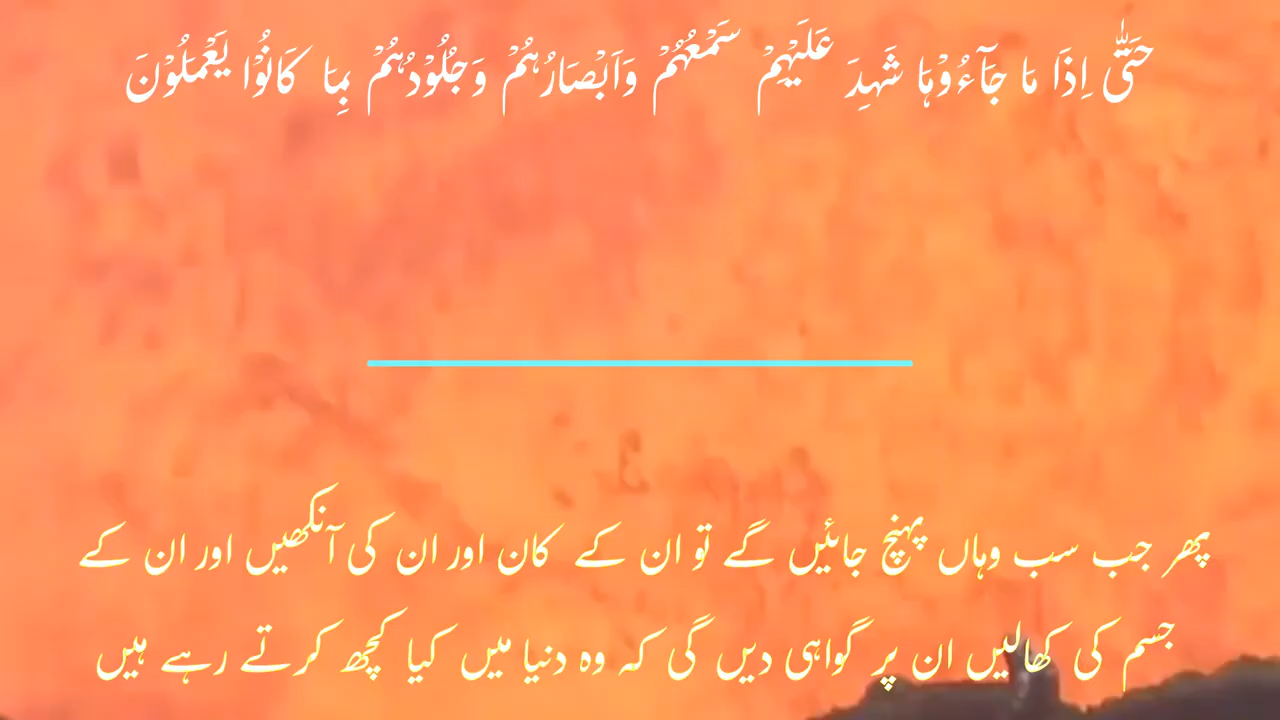 حَتّٰۤی اِذَا مَا جَآءُوْہَا شَہِدَ عَلَیْہِمْ سَمْعُہُمْ وَاَبْصَارُہُمْ وَجُلُوْدُہُمْ بِمَا کَانُوْا یَعْمَلُوْنَ
پھر جب سب وہاں پہنچ جائیں گے تو ان کے کان اور ان کی آنکھیں اور ان کے
جسم کی کھالیں ان پر گواہی دیں گی کہ وہ دنیا میں کیا کچھ کرتے رہے ہیں